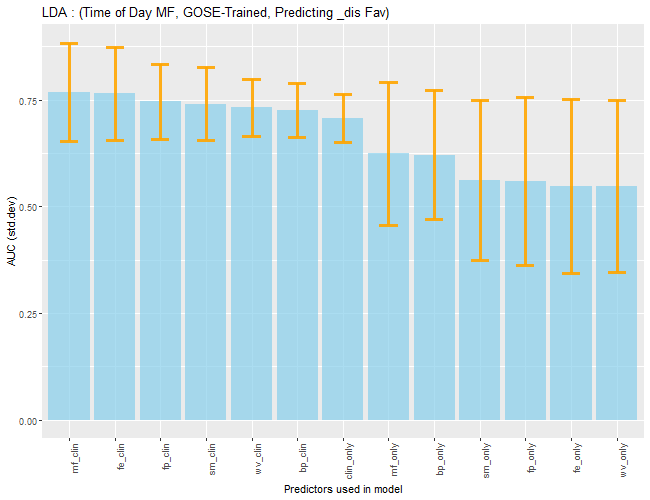 LDA : (Time of Day MF, GOSE-Trained, Predicting _dis Fav)
AUC (std.dev)
0.75
0.50
0.25
0.00
mf_clin
fe_clin
fp_clin
sm_clin
wv_clin
bp_clin
clin_only
mf_only
bp_only
sm_only
fp_only
fe_only
wv_only
Predictors used in model